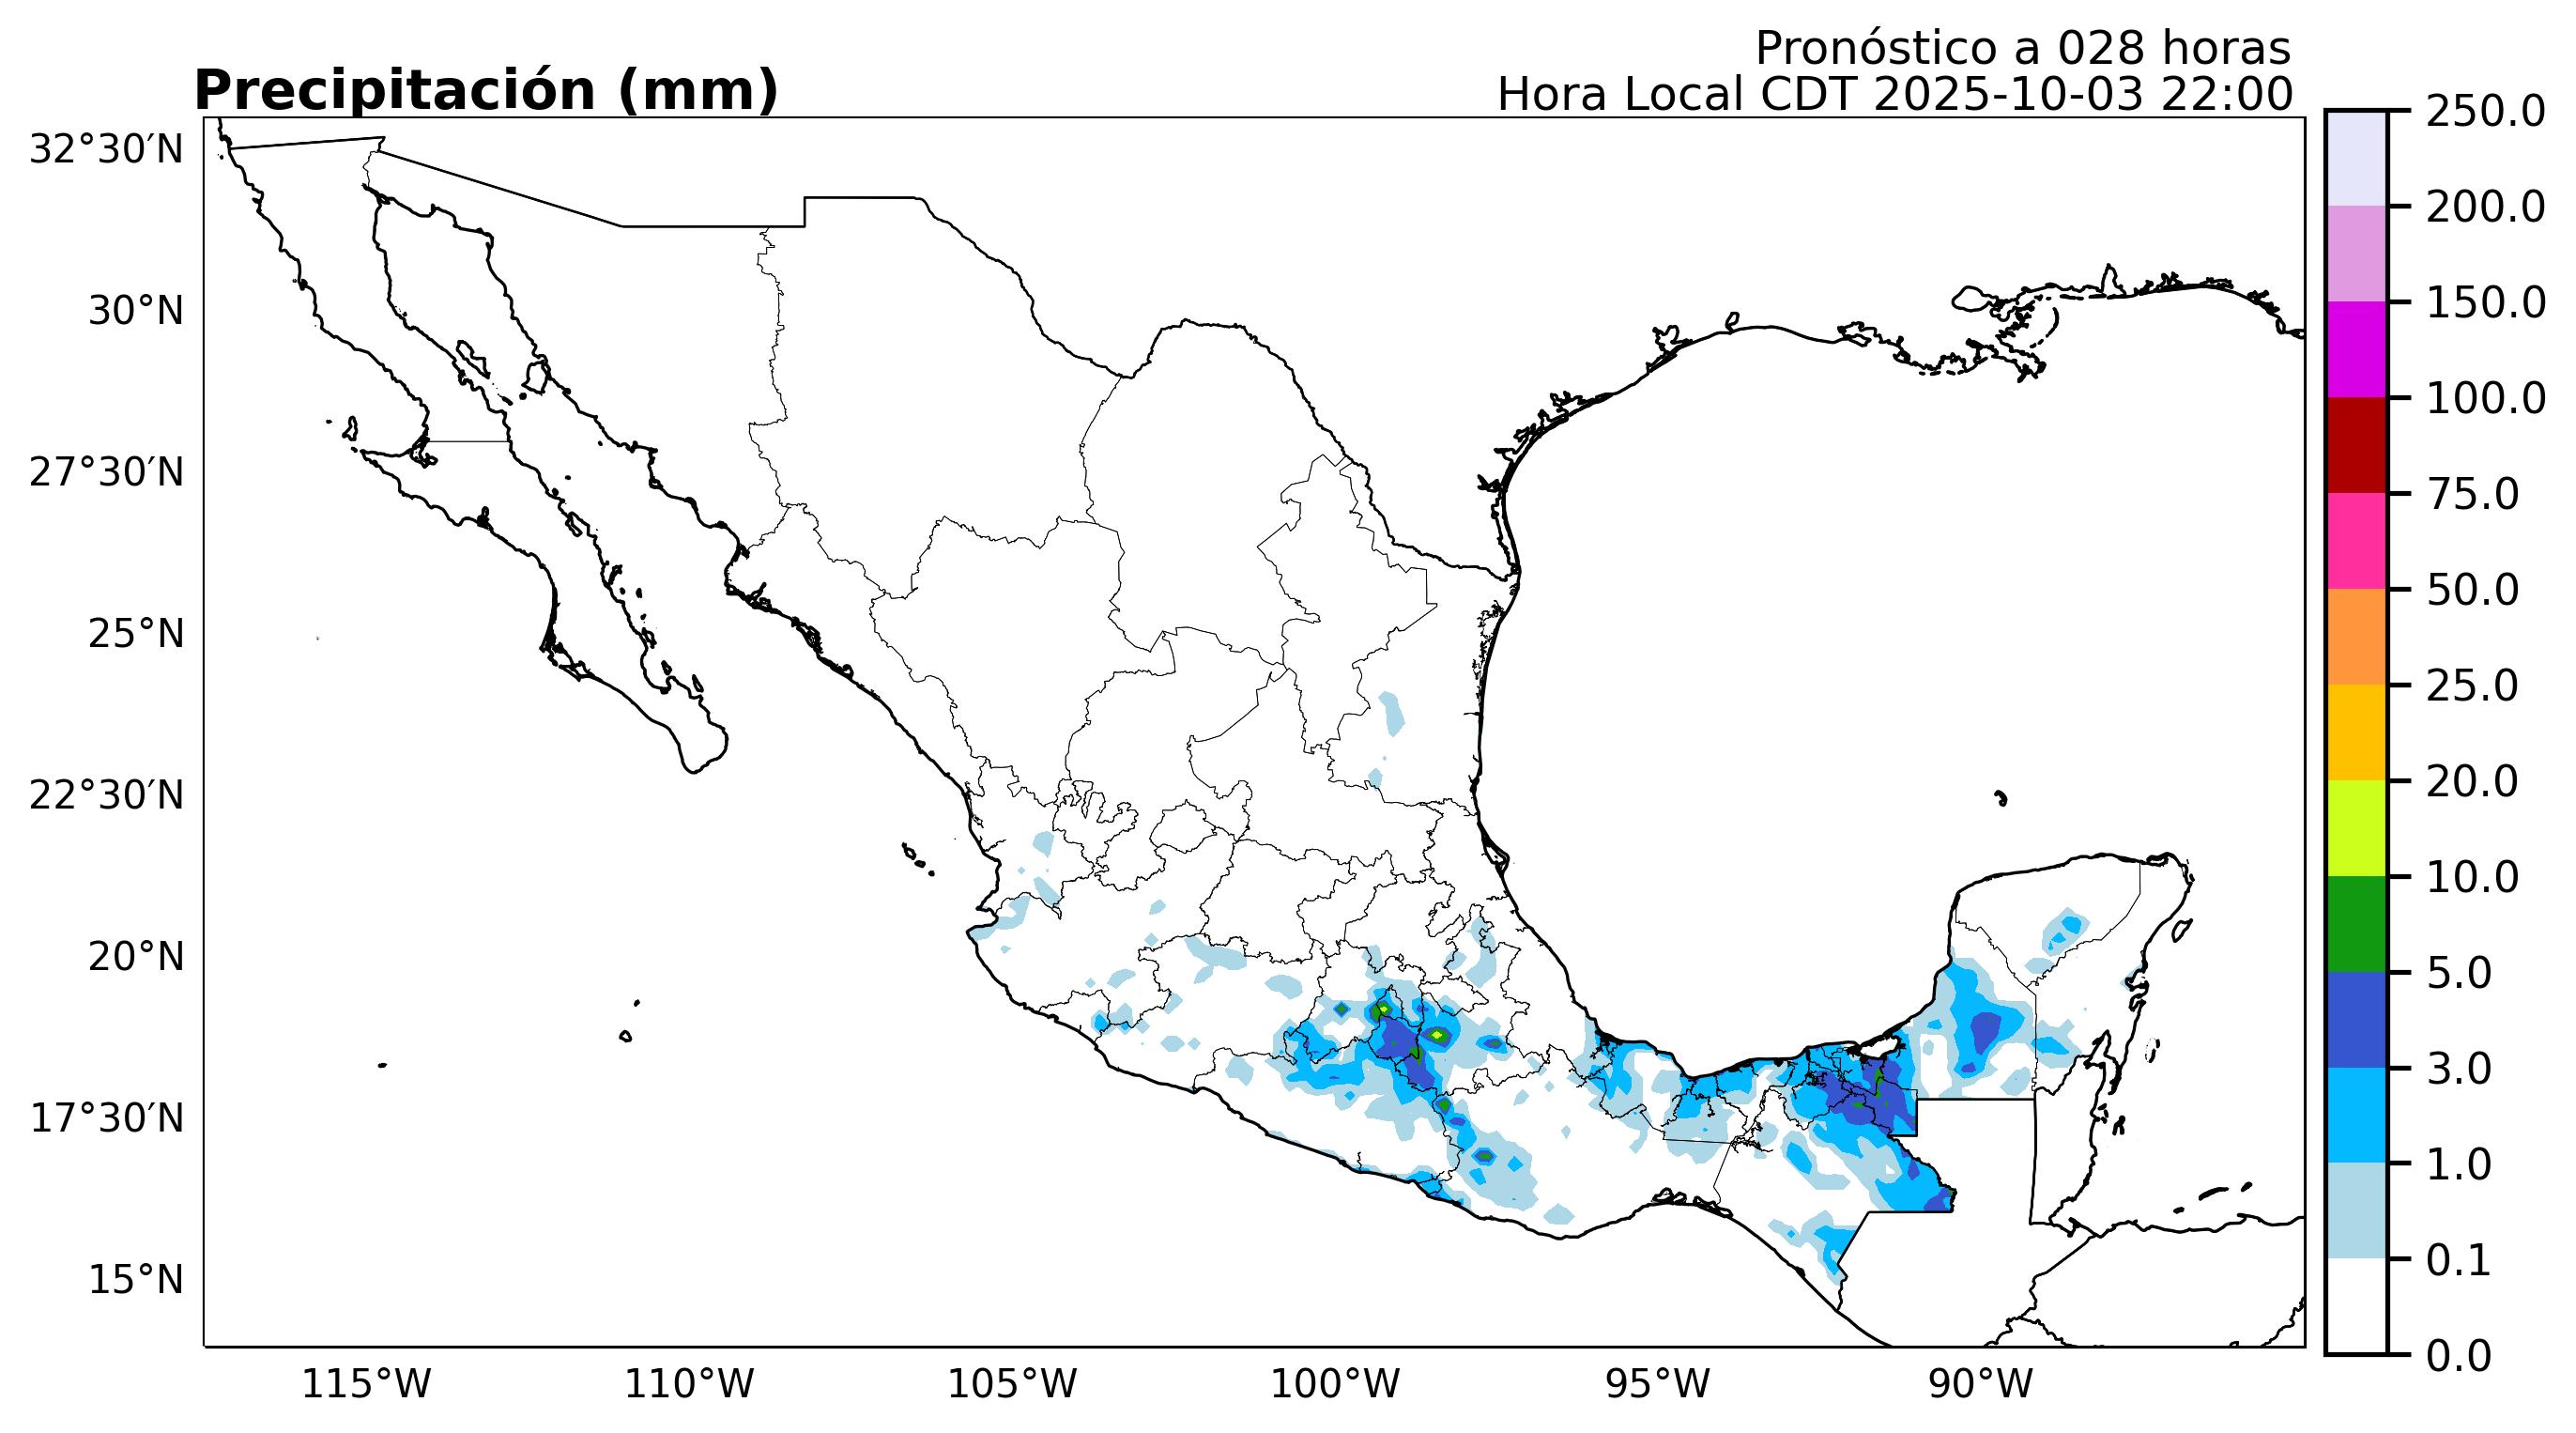 Pronóstico a 028 horas
Precipitación (mm)
Hora Local CDT 2025-10-03 22:00
32°30′N
30°N
27°30′N
25°N
22°30′N
20°N
17°30′N
15°N
115°W
110°W
105°W
100°W
95°W
90°W
250.0
200.0
150.0
100.0
75.0
50.0
25.0
20.0
10.0
5.0
3.0
1.0
0.1
0.0